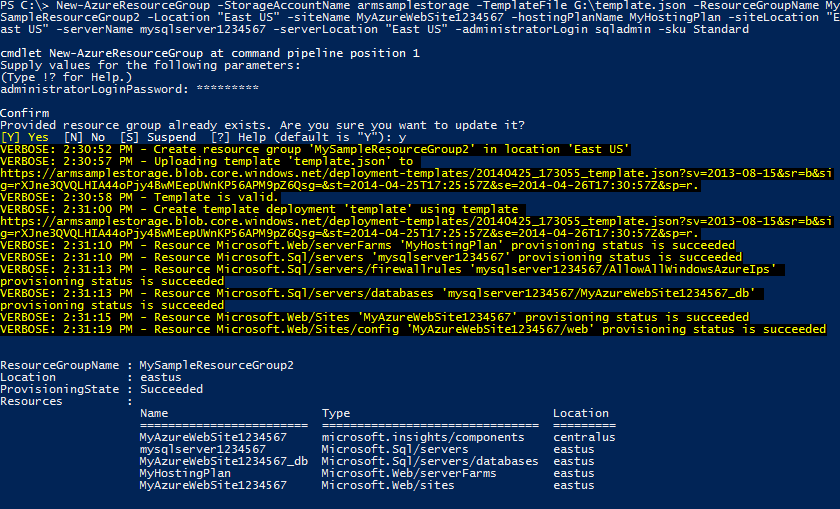 PS C:\> New-AzureResourceGroup -StorageAccountName armsamplestorage -TemplateFile G:\template.json -ResourceGroupName My
SampleResourceGroup2 -Location "East US" -siteName MyAzureWebSite1234567 -hostingPlanName MyHostingPlan -siteLocation "E
ast US" -serverName mysqlserver1234567 -serverLocation "East US" -administratorLogin sqladmin -sku Standard
cmdlet New-AzureResourceGroup at command pipeline position 1
Supply values for the following parameters:
(Type !? for Help.)
administratorLoginPassword: *********
Confirm
Provided resource group already exists. Are you sure you want to update it?
[Y] Yes  [N] No  [S] Suspend  [?] Help (default is "Y"): y
VERBOSE: 2:30:52 PM - Create resource group 'MySampleResourceGroup2' in location 'East US'
VERBOSE: 2:30:57 PM - Uploading template 'template.json' to
https://armsamplestorage.blob.core.windows.net/deployment-templates/20140425_173055_template.json?sv=2013-08-15&sr=b&si
g=rXJne3QVQLHIA44oPjy4BwMEepUWnKP56APM9pZ6Qsg=&st=2014-04-25T17:25:57Z&se=2014-04-26T17:30:57Z&sp=r.
VERBOSE: 2:30:58 PM - Template is valid.
VERBOSE: 2:31:00 PM - Create template deployment 'template' using template
https://armsamplestorage.blob.core.windows.net/deployment-templates/20140425_173055_template.json?sv=2013-08-15&sr=b&si
g=rXJne3QVQLHIA44oPjy4BwMEepUWnKP56APM9pZ6Qsg=&st=2014-04-25T17:25:57Z&se=2014-04-26T17:30:57Z&sp=r.
VERBOSE: 2:31:10 PM - Resource Microsoft.Web/serverFarms 'MyHostingPlan' provisioning status is succeeded
VERBOSE: 2:31:10 PM - Resource Microsoft.Sql/servers 'mysqlserver1234567' provisioning status is succeeded
VERBOSE: 2:31:13 PM - Resource Microsoft.Sql/servers/firewallrules 'mysqlserver1234567/AllowAllWindowsAzureIps'
provisioning status is succeeded
VERBOSE: 2:31:13 PM - Resource Microsoft.Sql/servers/databases 'mysqlserver1234567/MyAzureWebSite1234567_db'
provisioning status is succeeded
VERBOSE: 2:31:15 PM - Resource Microsoft.Web/Sites 'MyAzureWebSite1234567' provisioning status is succeeded
VERBOSE: 2:31:19 PM - Resource Microsoft.Web/Sites/config 'MyAzureWebSite1234567/web' provisioning status is succeeded
ResourceGroupName : MySampleResourceGroup2
Location          : eastus
ProvisioningState : Succeeded
Resources         :
Name                     Type                             Location
======================== =============================== =========
MyAzureWebSite1234567    microsoft.insights/components    centralus
mysqlserver1234567       Microsoft.Sql/servers            eastus
MyAzureWebSite1234567_db Microsoft.Sql/servers/databases  eastus
MyHostingPlan            Microsoft.Web/serverFarms        eastus
MyAzureWebSite1234567    Microsoft.Web/sites              eastus